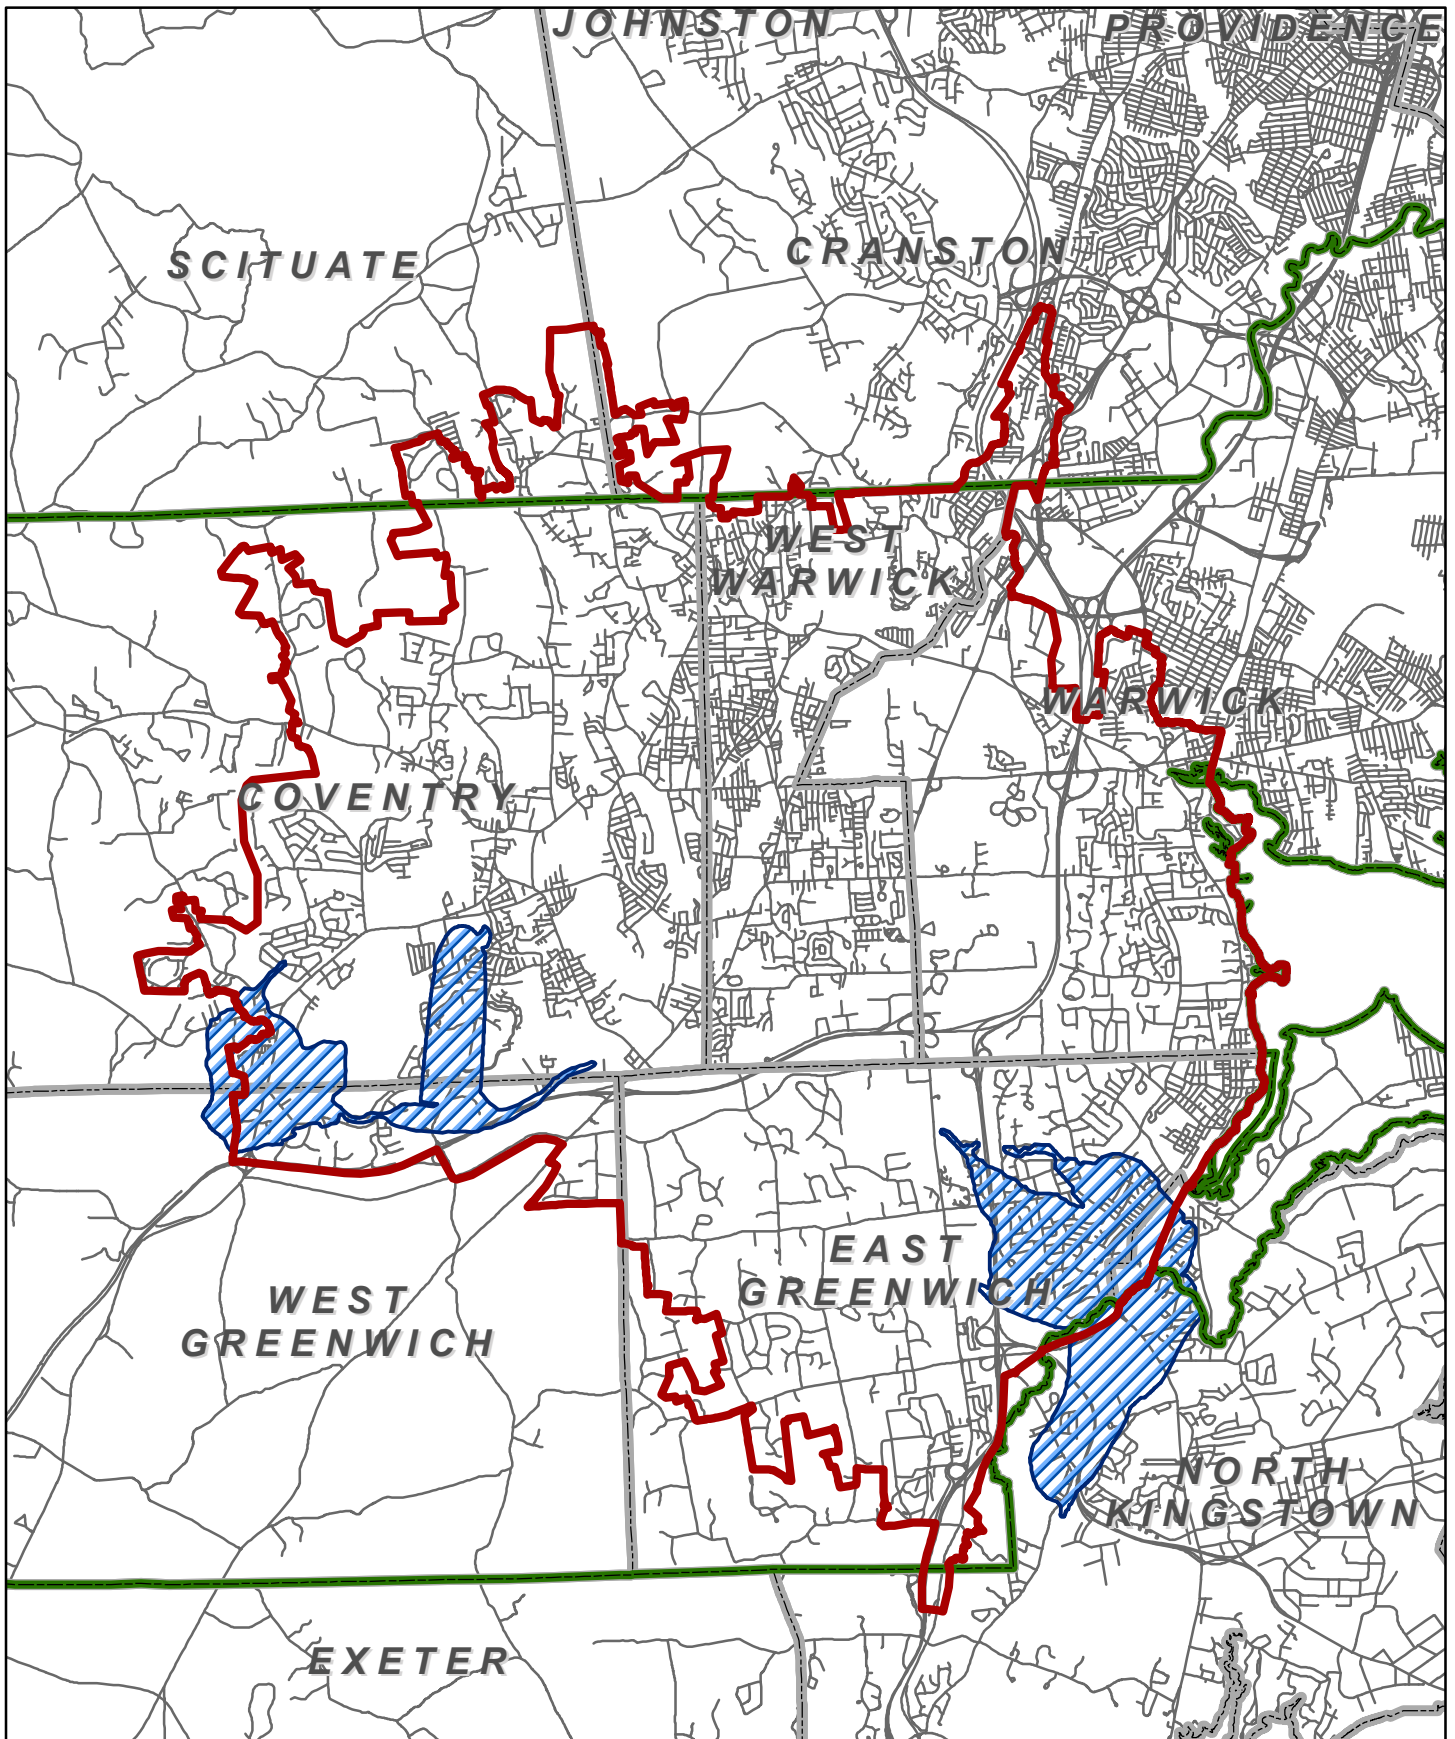 JOHNSTON
PROVIDENCE
SCITUATE
CRANSTON
WEST
WARWICK
WARWICK
COVENTRY
EAST
GREENWICH
WEST
GREENWICH
NORTH
KINGSTOWN
EXETER